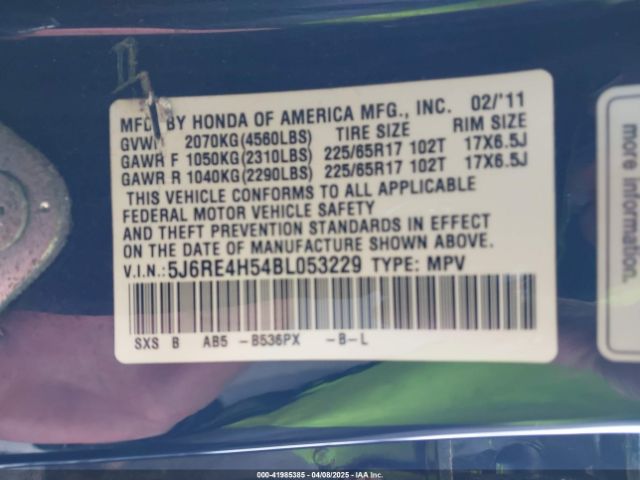 MFD. BY HONDA OF AMERICA MFG., INC. 02/'11
GVWR 2070KG(4560LBS) TIRE SIZE RIM SIZE
GAWR F 1050KG(2310LBS) 225/65R17 102T 17X6.5J
GAWR R 1040KG(2290LBS) 225/65R17 102T 17X6.5J
THIS VEHICLE CONFORMS TO ALL APPLICABLE
FEDERAL MOTOR VEHICLE SAFETY
AND THEFT PREVENTION STANDARDS IN EFFECT
ON THE DATE OF MANUFACTURE SHOWN ABOVE.
V.I.N.: 5J6RE4H54BL053229 TYPE: MPV
SXS B AB5 -B536PX -B-L
more inform
000-41985385 - 04/08/2025 - IAA Inc.